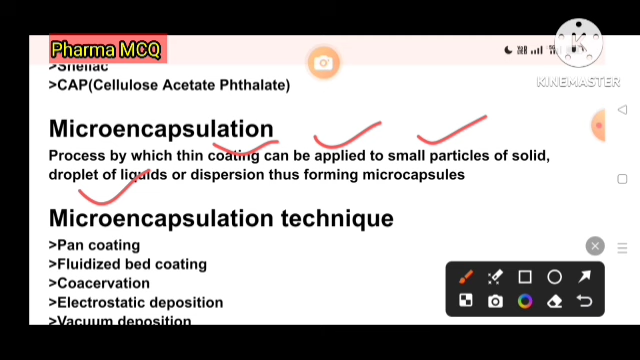 Pharma MCQ
KINEMASTER
>Shellac
>CAP(Cellulose Acetate Phthalate)
Microencapsulation
Process by which thin coating can be applied to small particles of solid,
droplet of liquids or dispersion thus forming microcapsules
Microencapsulation technique
>Pan coating
>Fluidized bed coating
>Coacervation
>Electrostatic deposition
>Vacuum deposition